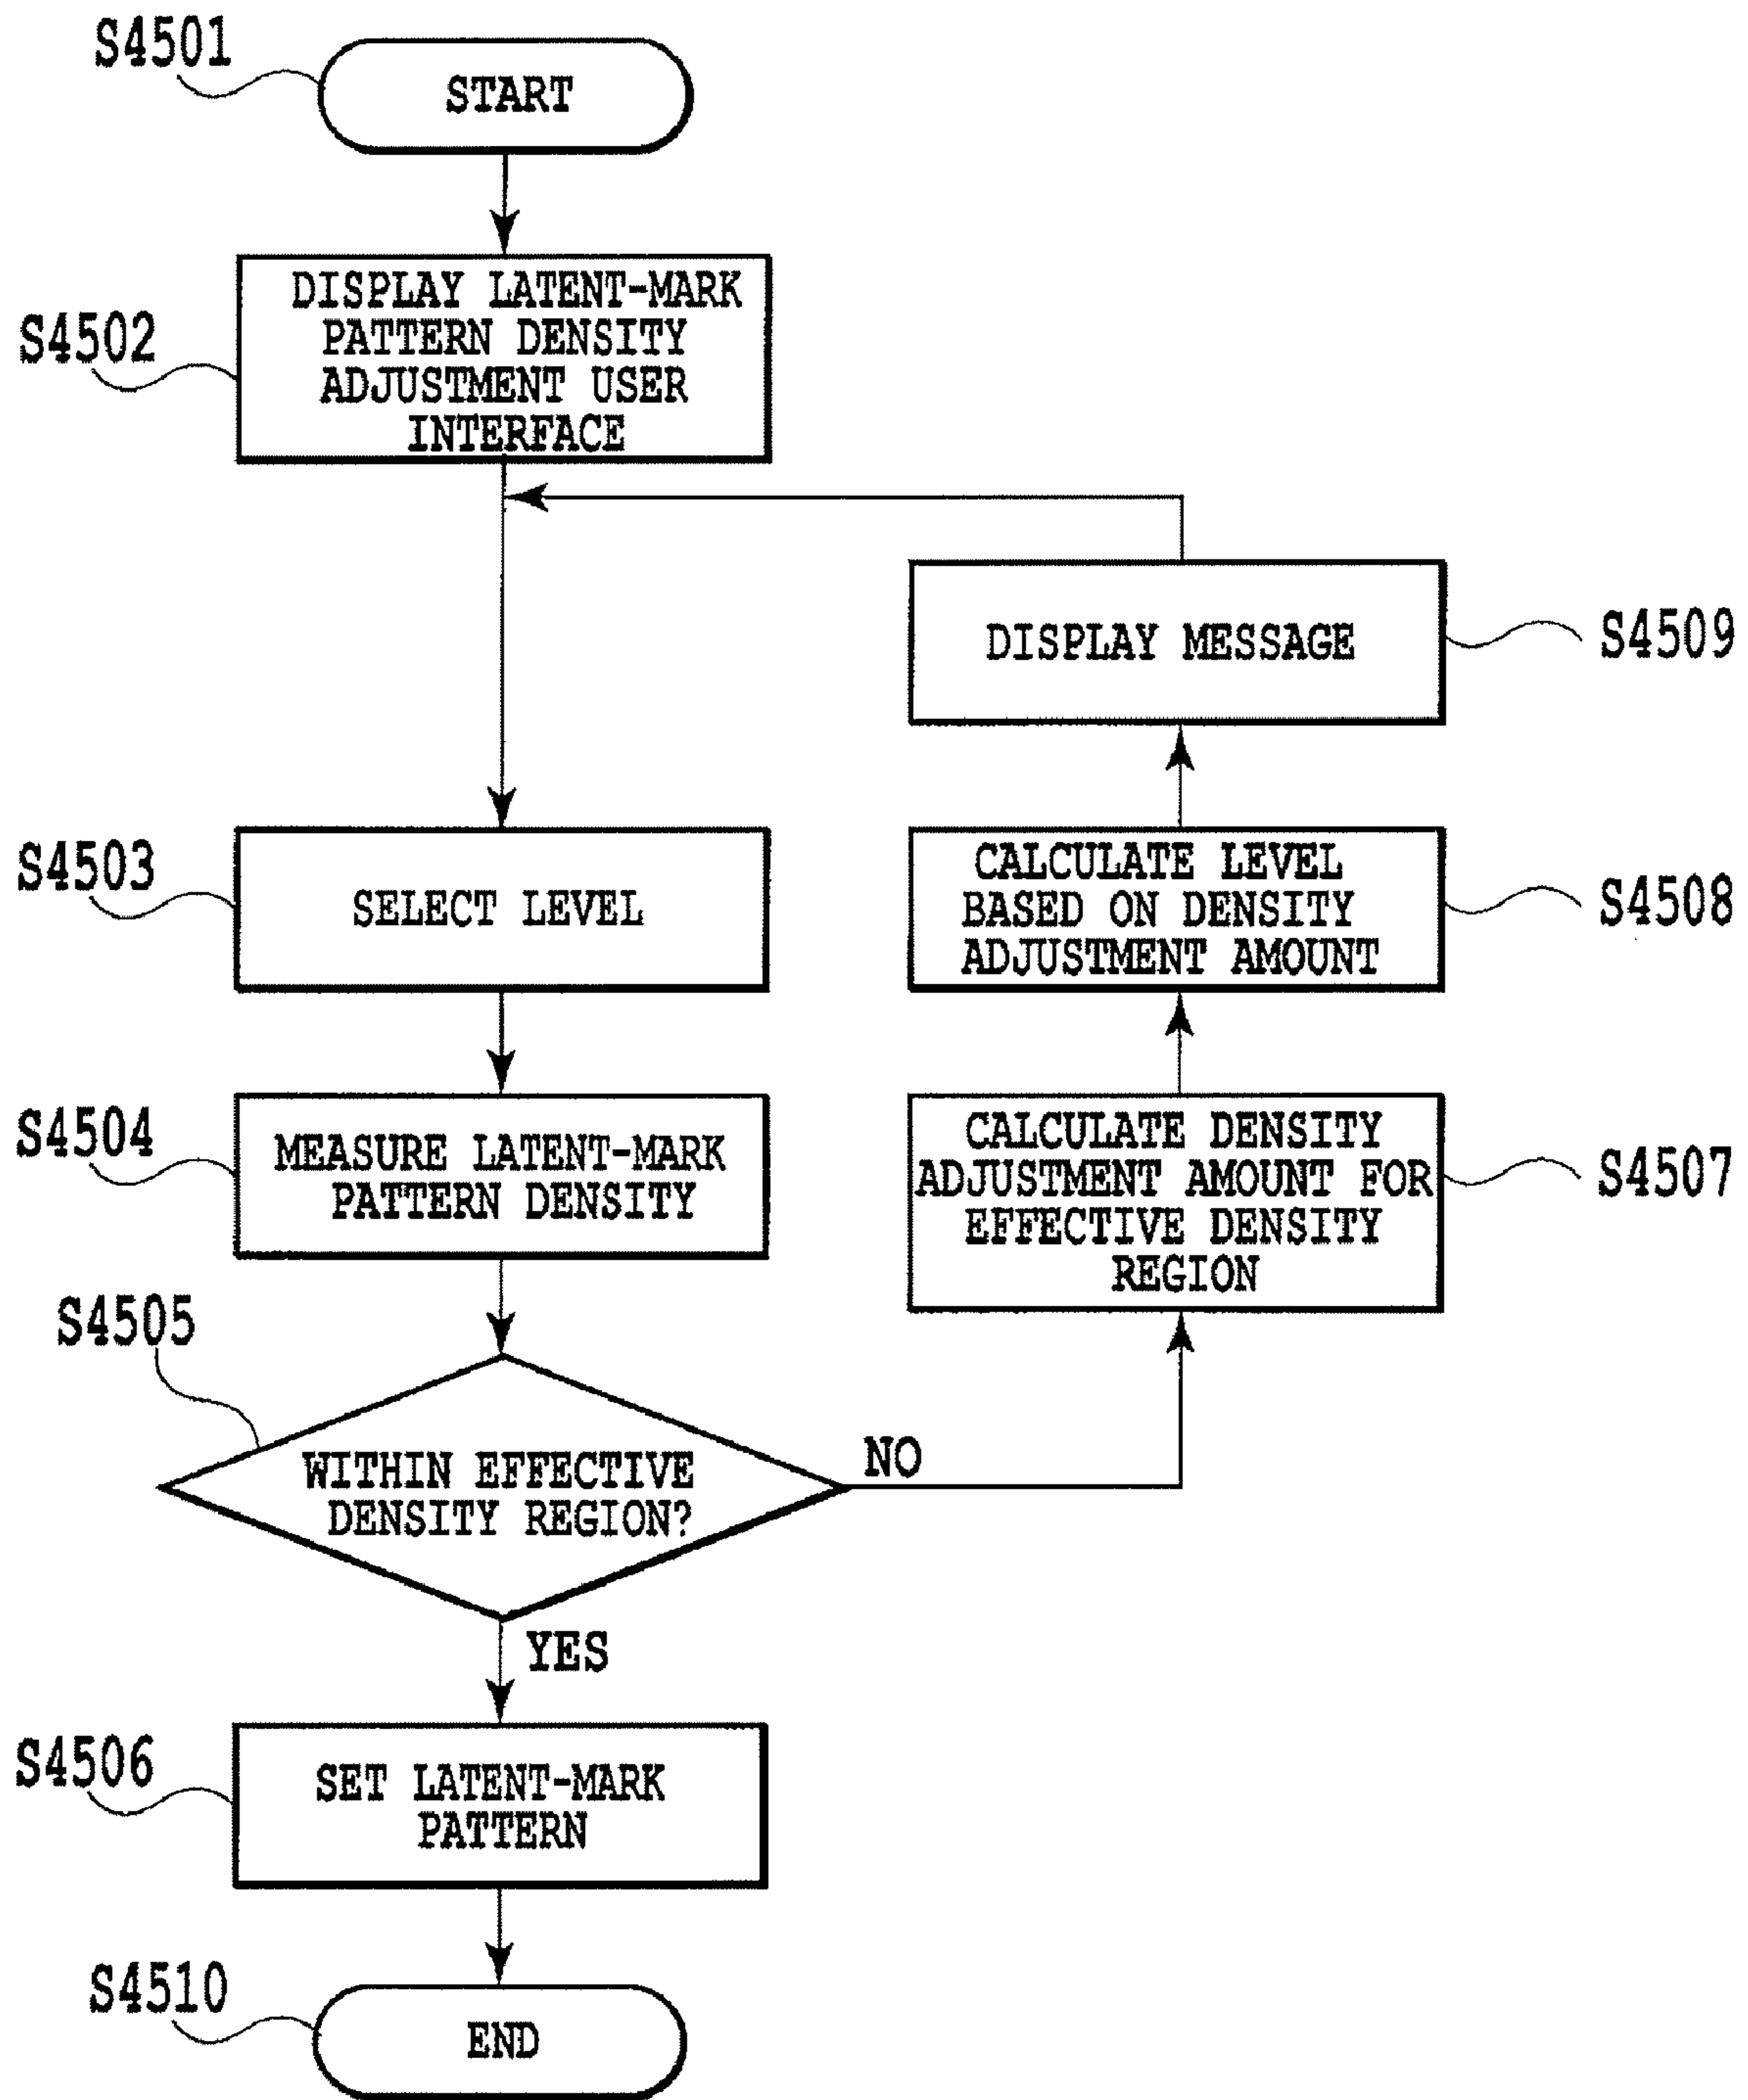 S4501
START
S4502
DISPLAY LATENT-MARK
PATTERN DENSITY
ADJUSTMENT USER
INTERFACE
S4503
SELECT LEVEL
S4504
MEASURE LATENT-MARK
PATTERN DENSITY
S4505
WITHIN EFFECTIVE
DENSITY REGION?
NO
YES
S4506
SET LATENT-MARK
PATTERN
S4510
END
DISPLAY MESSAGE
S4509
CALCULATE LEVEL
BASED ON DENSITY
ADJUSTMENT AMOUNT
S4508
CALCULATE DENSITY
ADJUSTMENT AMOUNT FOR
EFFECTIVE DENSITY
REGION
S4507